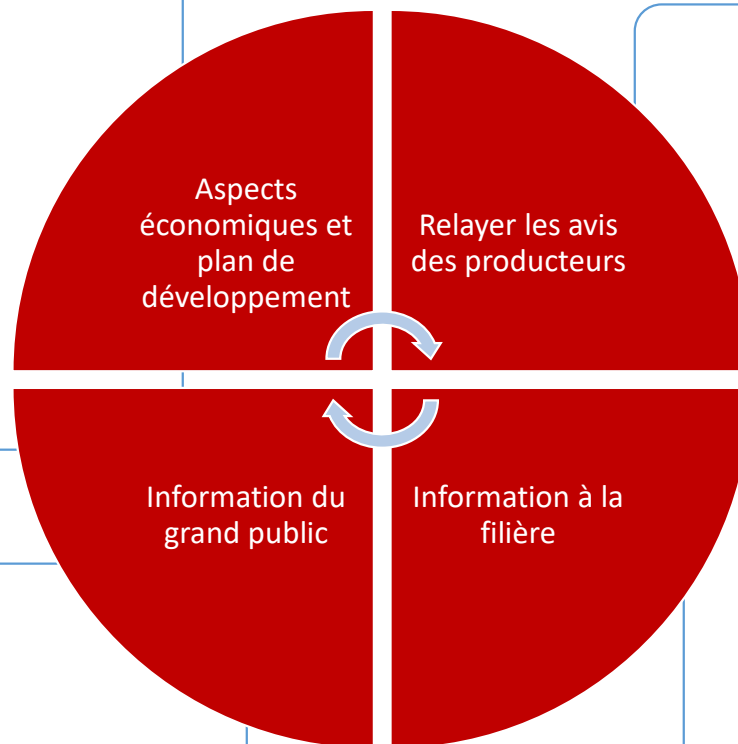 Aspects
économiques et
plan de
développement
Relayer les avis
des producteurs
Information du
grand public
Information à la
filière